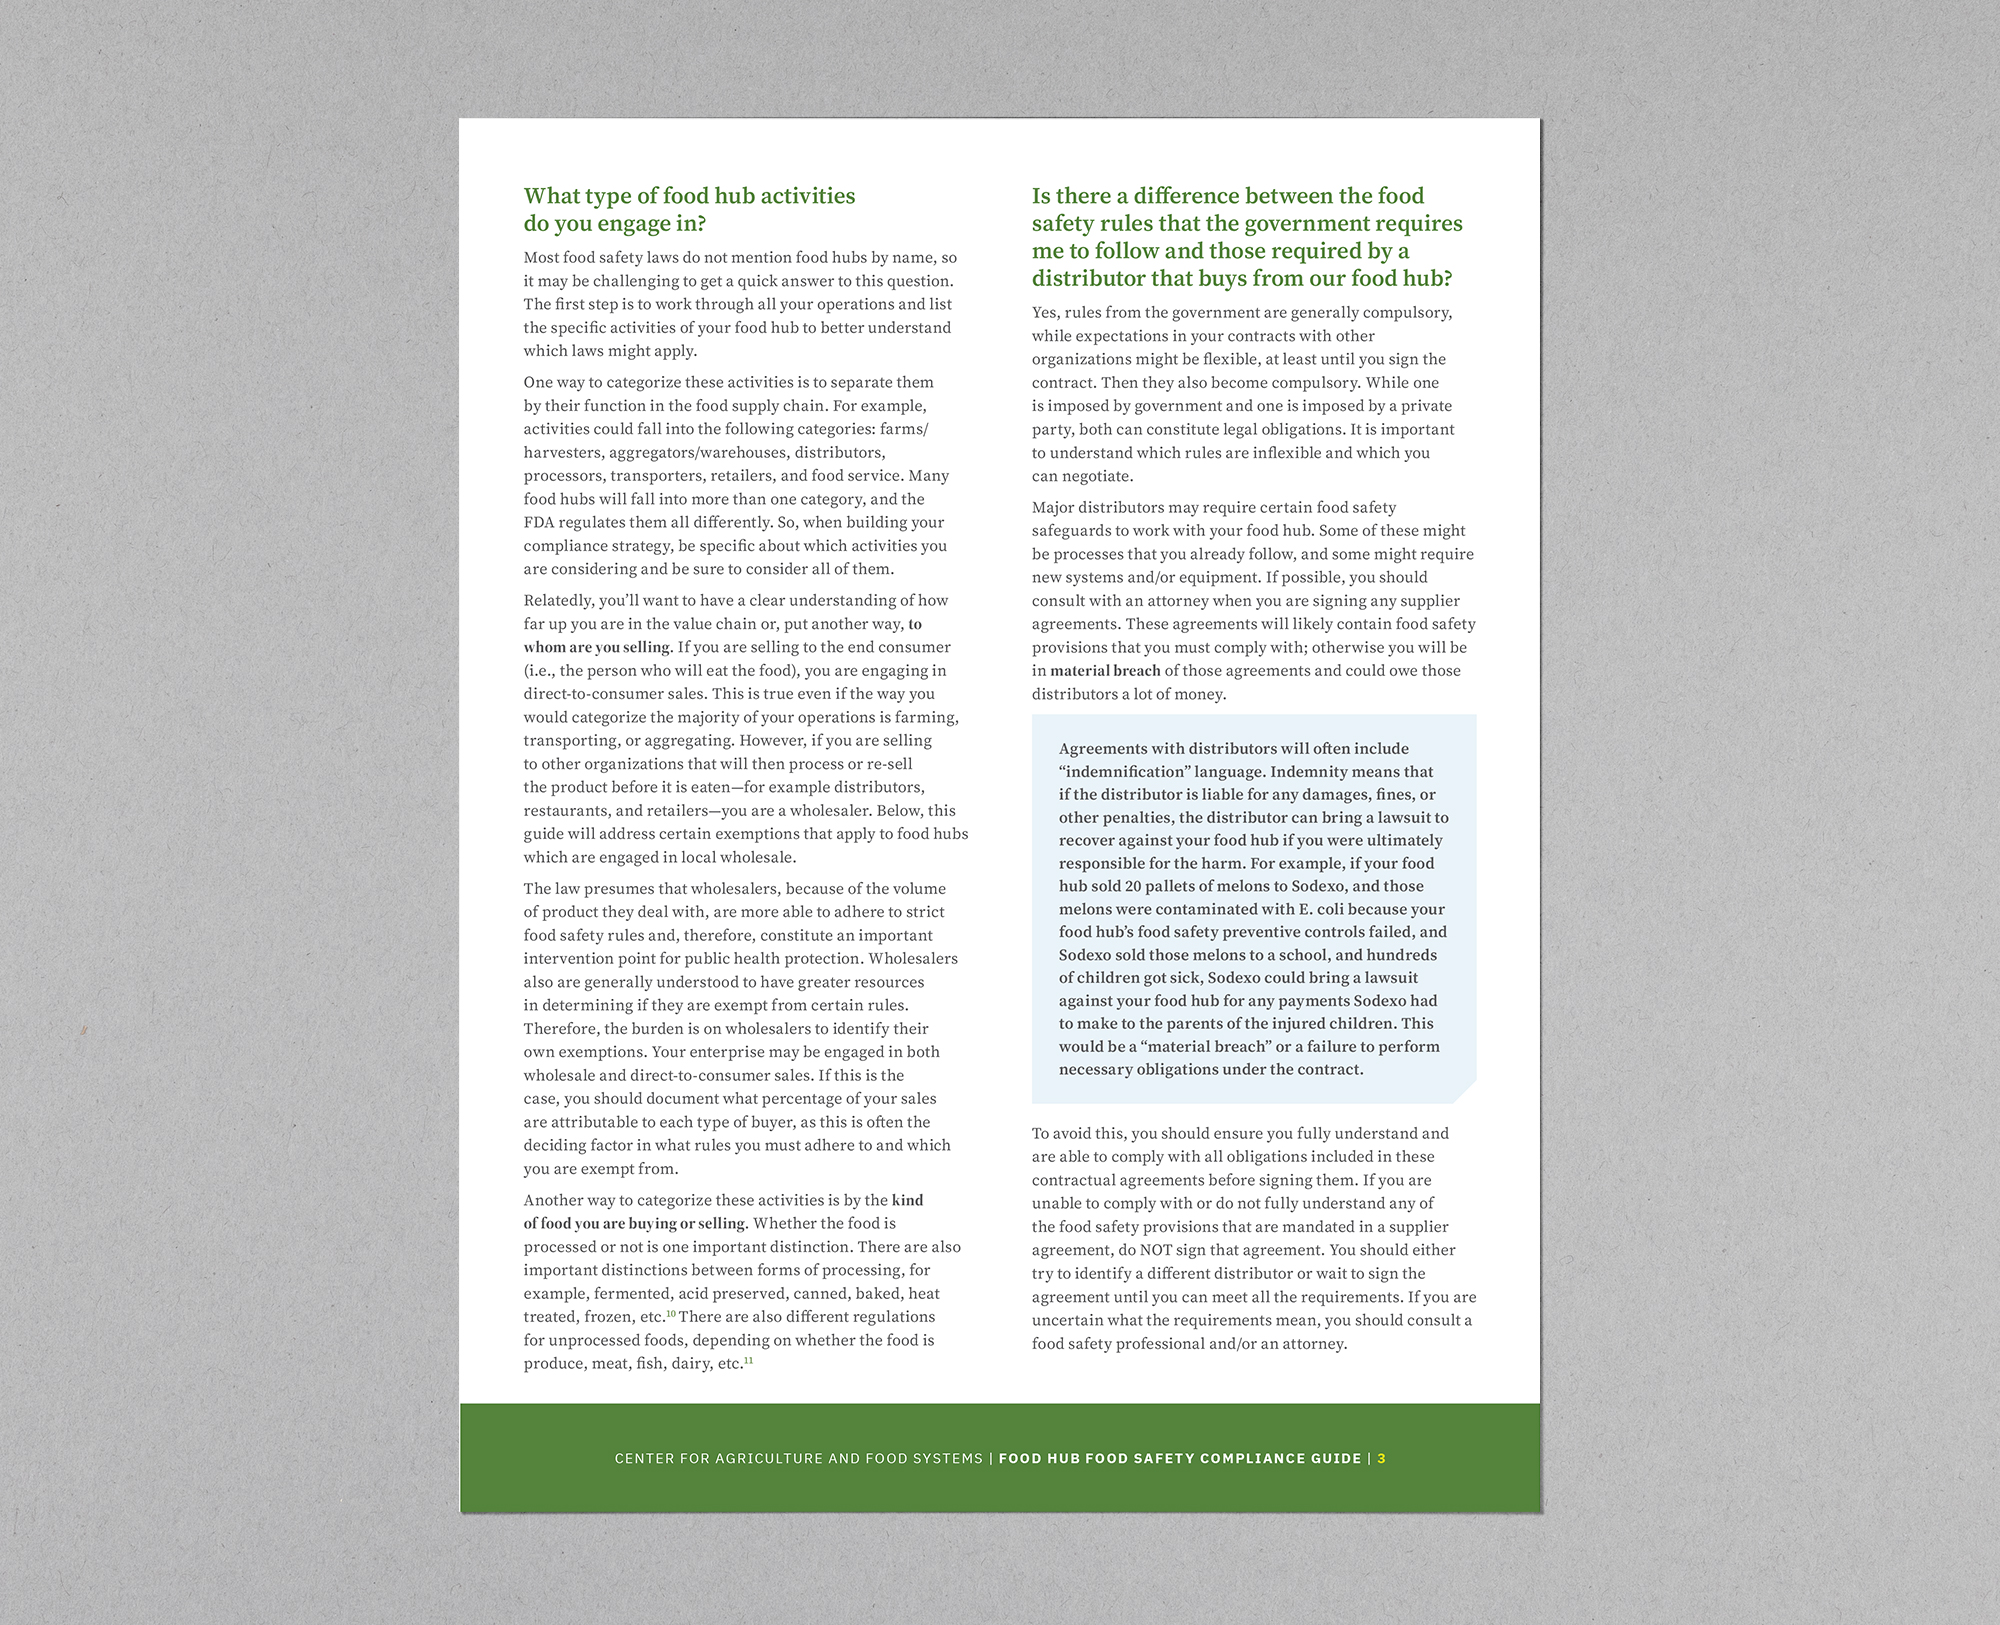 What type of food hub activities
do you engage in?
Most food safety laws do not mention food hubs by name, so
it may be challenging to get a quick answer to this question.
The first step is to work through all your operations and list
the specific activities of your food hub to better understand
which laws might apply.
One way to categorize these activities is to separate them
by their function in the food supply chain. For example,
activities could fall into the following categories: farms/
harvesters, aggregators/warehouses, distributors,
processors, transporters, retailers, and food service. Many
food hubs will fall into more than one category, and the
FDA regulates them all differently. So, when building your
compliance strategy, be specific about which activities you
are considering and be sure to consider all of them.
Relatedly, you’ll want to have a clear understanding of how
far up you are in the value chain or, put another way, to
whom are you selling. If you are selling to the end consumer
(i.e., the person who will eat the food), you are engaging in
direct-to-consumer sales. This is true even if the way you
would categorize the majority of your operations is farming,
transporting, or aggregating. However, if you are selling
to other organizations that will then process or re-sell
the product before it is eaten—for example distributors,
restaurants, and retailers—you are a wholesaler. Below, this
guide will address certain exemptions that apply to food hubs
which are engaged in local wholesale.
The law presumes that wholesalers, because of the volume
of product they deal with, are more able to adhere to strict
food safety rules and, therefore, constitute an important
intervention point for public health protection. Wholesalers
also are generally understood to have greater resources
in determining if they are exempt from certain rules.
Therefore, the burden is on wholesalers to identify their
own exemptions. Your enterprise may be engaged in both
wholesale and direct-to-consumer sales. If this is the
case, you should document what percentage of your sales
are attributable to each type of buyer, as this is often the
deciding factor in what rules you must adhere to and which
you are exempt from.
Another way to categorize these activities is by the kind
of food you are buying or selling. Whether the food is
processed or not is one important distinction. There are also
important distinctions between forms of processing, for
example, fermented, acid preserved, canned, baked, heat
treated, frozen, etc.10 There are also different regulations
for unprocessed foods, depending on whether the food is
produce, meat, fish, dairy, etc.11
Is there a difference between the food
safety rules that the government requires
me to follow and those required by a
distributor that buys from our food hub?
Yes, rules from the government are generally compulsory,
while expectations in your contracts with other
organizations might be flexible, at least until you sign the
contract. Then they also become compulsory. While one
is imposed by government and one is imposed by a private
party, both can constitute legal obligations. It is important
to understand which rules are inflexible and which you
can negotiate.
Major distributors may require certain food safety
safeguards to work with your food hub. Some of these might
be processes that you already follow, and some might require
new systems and/or equipment. If possible, you should
consult with an attorney when you are signing any supplier
agreements. These agreements will likely contain food safety
provisions that you must comply with; otherwise you will be
in material breach of those agreements and could owe those
distributors a lot of money.
Agreements with distributors will often include
“indemnification” language. Indemnity means that
if the distributor is liable for any damages, fines, or
other penalties, the distributor can bring a lawsuit to
recover against your food hub if you were ultimately
responsible for the harm. For example, if your food
hub sold 20 pallets of melons to Sodexo, and those
melons were contaminated with E. coli because your
food hub’s food safety preventive controls failed, and
Sodexo sold those melons to a school, and hundreds
of children got sick, Sodexo could bring a lawsuit
against your food hub for any payments Sodexo had
to make to the parents of the injured children. This
would be a “material breach” or a failure to perform
necessary obligations under the contract.
To avoid this, you should ensure you fully understand and
are able to comply with all obligations included in these
contractual agreements before signing them. If you are
unable to comply with or do not fully understand any of
the food safety provisions that are mandated in a supplier
agreement, do NOT sign that agreement. You should either
try to identify a different distributor or wait to sign the
agreement until you can meet all the requirements. If you are
uncertain what the requirements mean, you should consult a
food safety professional and/or an attorney.
CENTER FOR AGRICULTURE AND FOOD SYSTEMS | FOOD HUB FOOD SAFETY COMPLIANCE GUIDE | 3